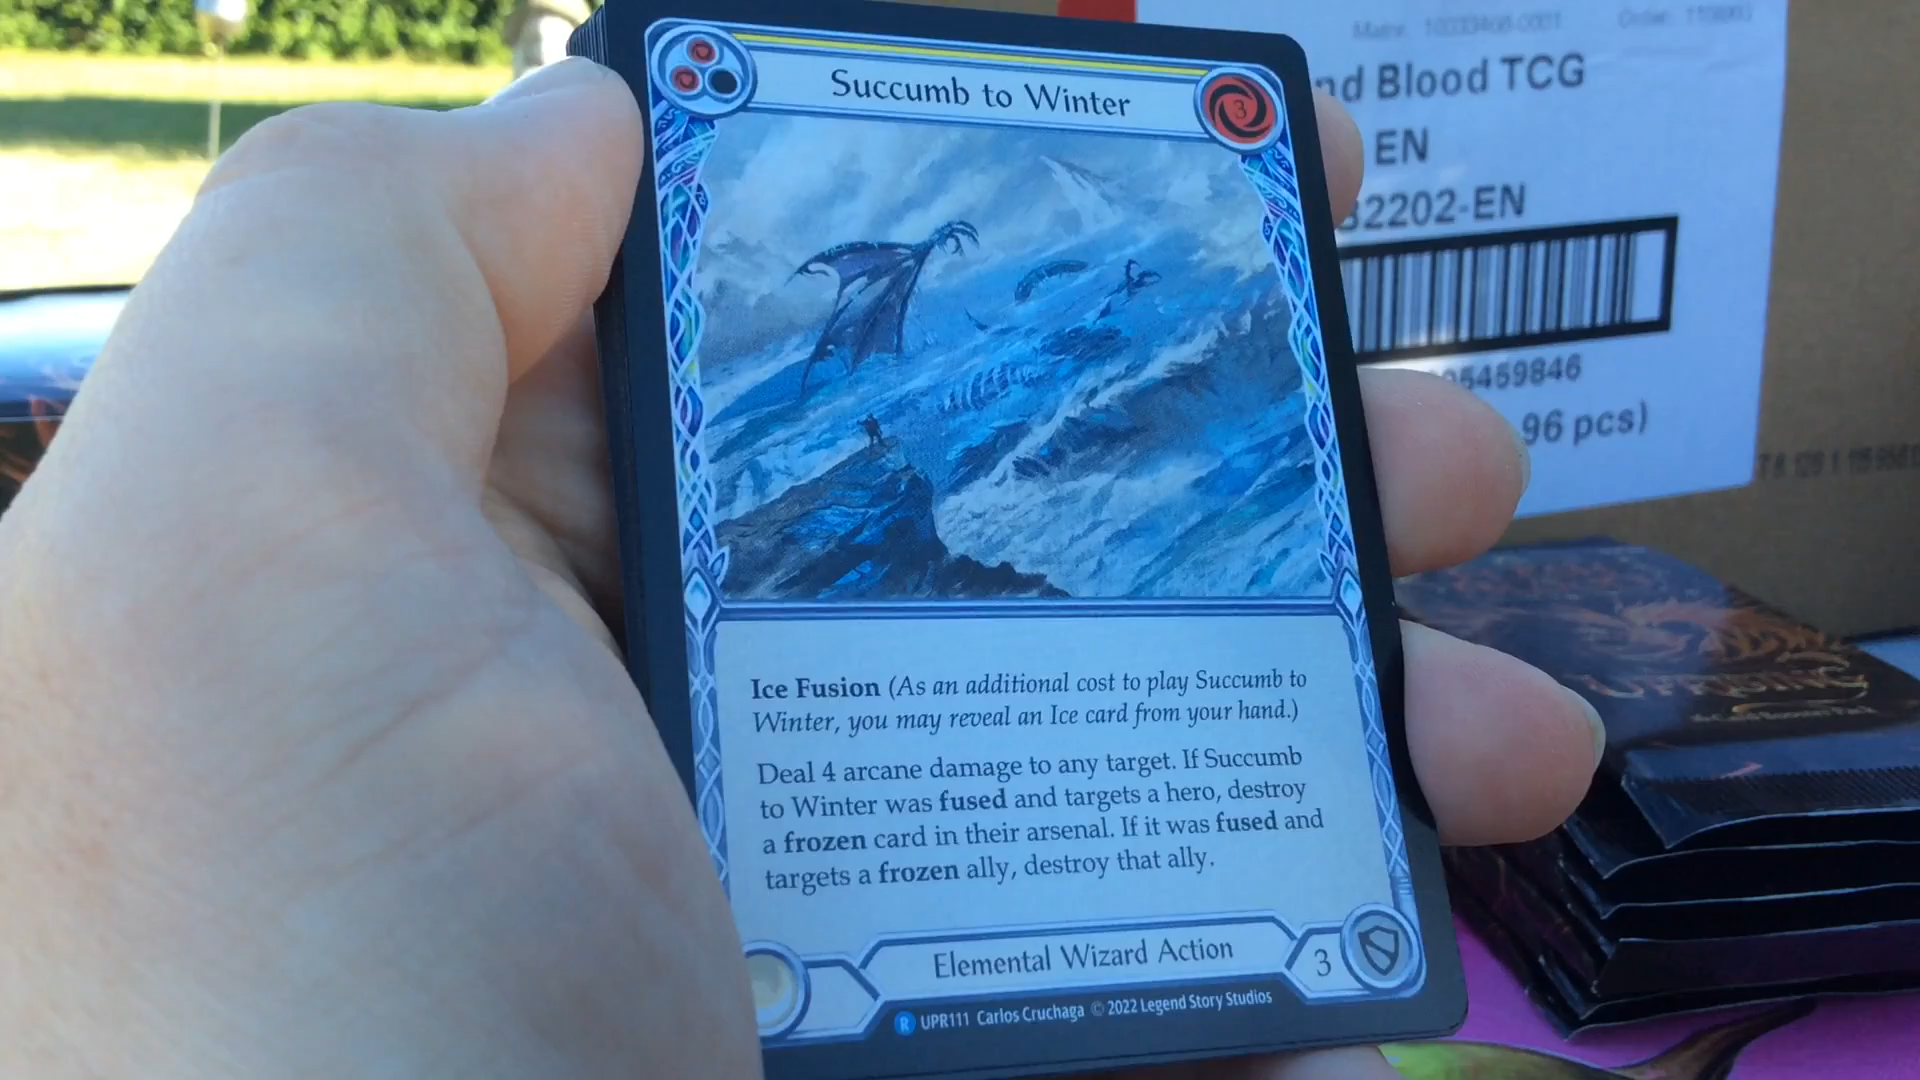 Succumb to Winter
3
Ice Fusion (As an additional cost to play Succumb to
Winter, you may reveal an Ice card from your hand.)
Deal 4 arcane damage to any target. If Succumb
to Winter was fused and targets a hero, destroy
a frozen card in their arsenal. If it was fused and
targets a frozen ally, destroy that ally.
Elemental Wizard Action
3
R UPR111 Carlos Cruchaga © 2022 Legend Story Studios
nd Blood TCG
EN
2202-EN
5459846
96 pcs)
UPRISING